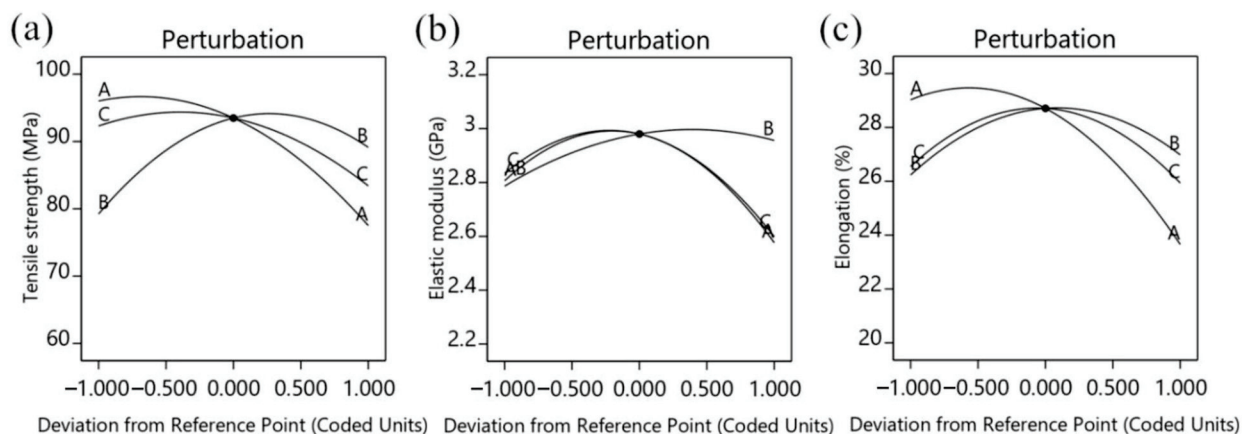 (a)
Perturbation
Tensile strength (MPa)
100
90
80
70
60
A
C
B
B
C
A
−1.000 −0.500 0.000 0.500 1.000
Deviation from Reference Point (Coded Units)
(b)
Perturbation
Elastic modulus (GPa)
3.2
3
2.8
2.6
2.4
2.2
C
A B
B
C
A
−1.000 −0.500 0.000 0.500 1.000
Deviation from Reference Point (Coded Units)
(c)
Perturbation
Elongation (%)
30
28
26
24
22
20
A
C
B
B
C
A
−1.000 −0.500 0.000 0.500 1.000
Deviation from Reference Point (Coded Units)